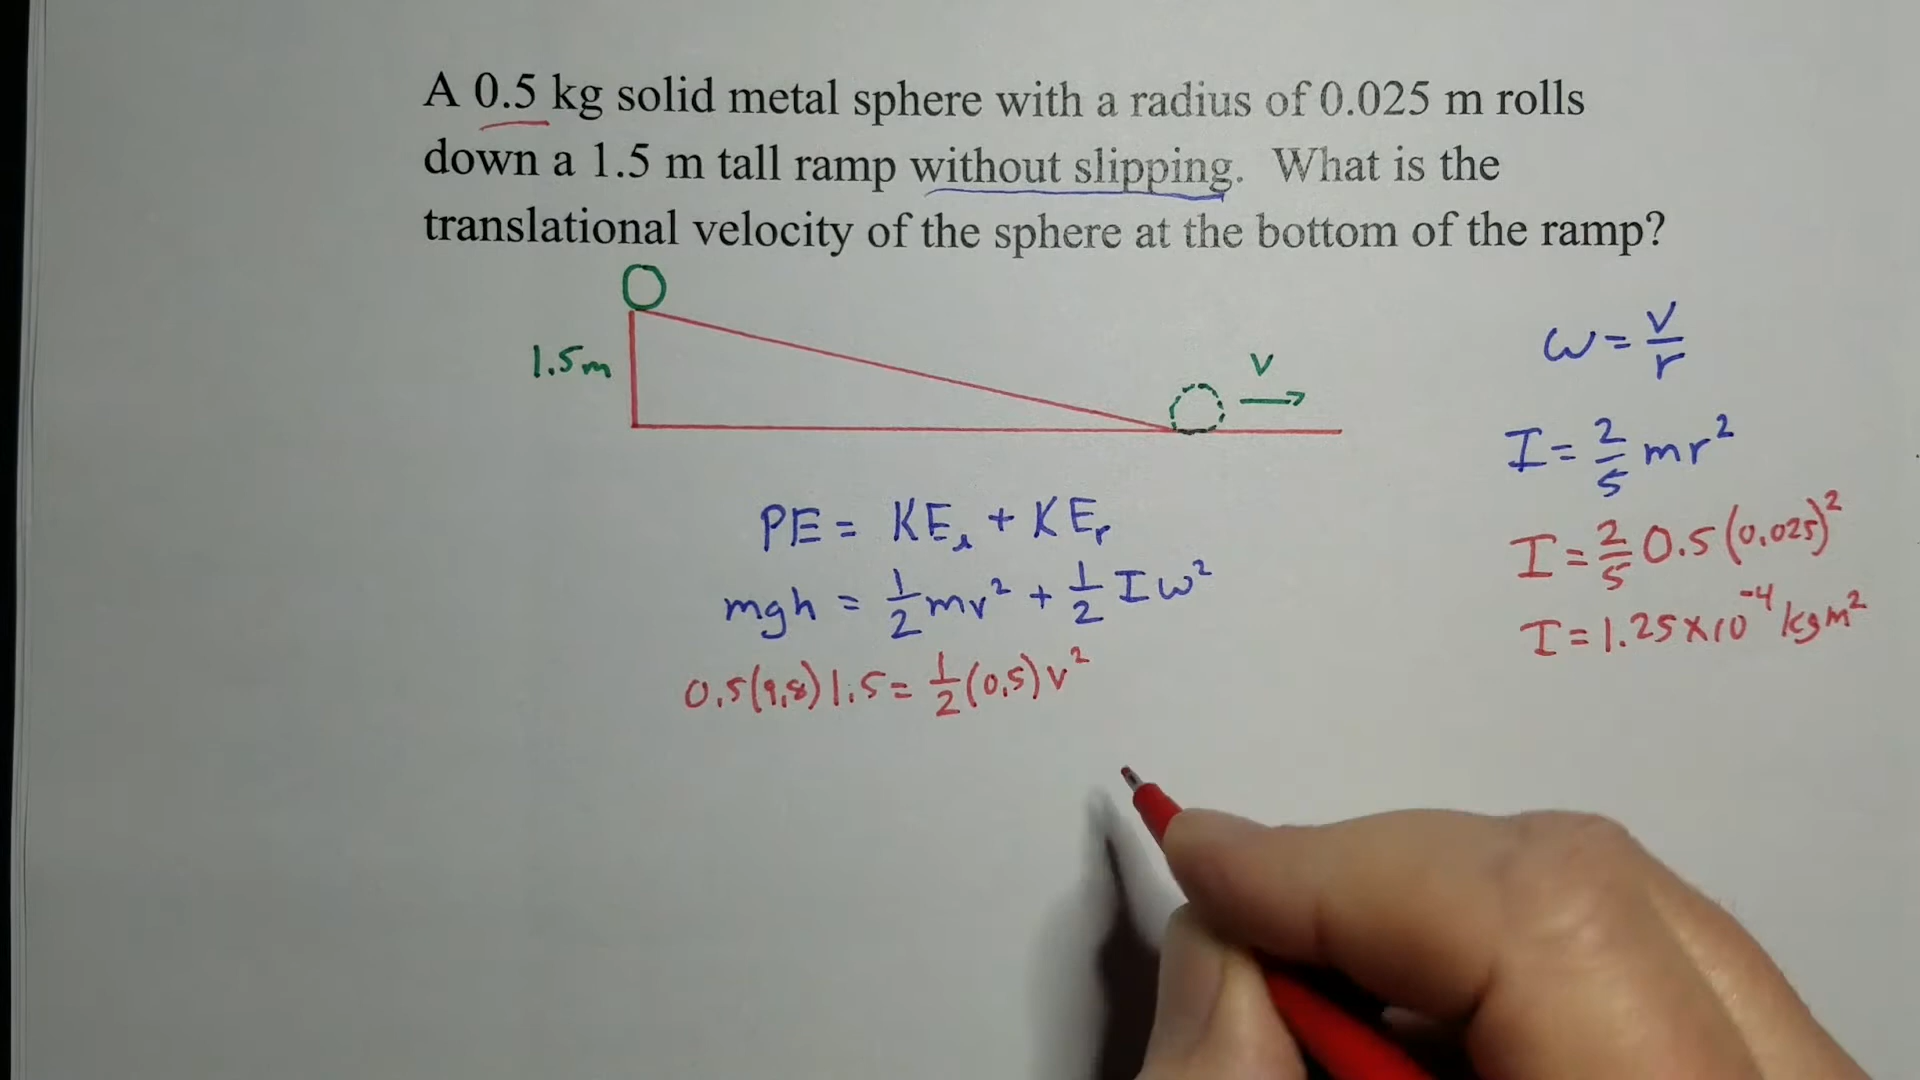 A 0.5 kg solid metal sphere with a radius of 0.025 m rolls
down a 1.5 m tall ramp without slipping. What is the
translational velocity of the sphere at the bottom of the ramp?
1.5m
V
ω = V/r
I = 2/5 mr²
I = 2/5 0.5 (0.025)²
I = 1.25 × 10⁻⁴ kg m²
PE = KEₜ + KEᵣ
mgh = 1/2 mv² + 1/2 I ω²
0.5(9.8)1.5 = 1/2 (0.5) v²